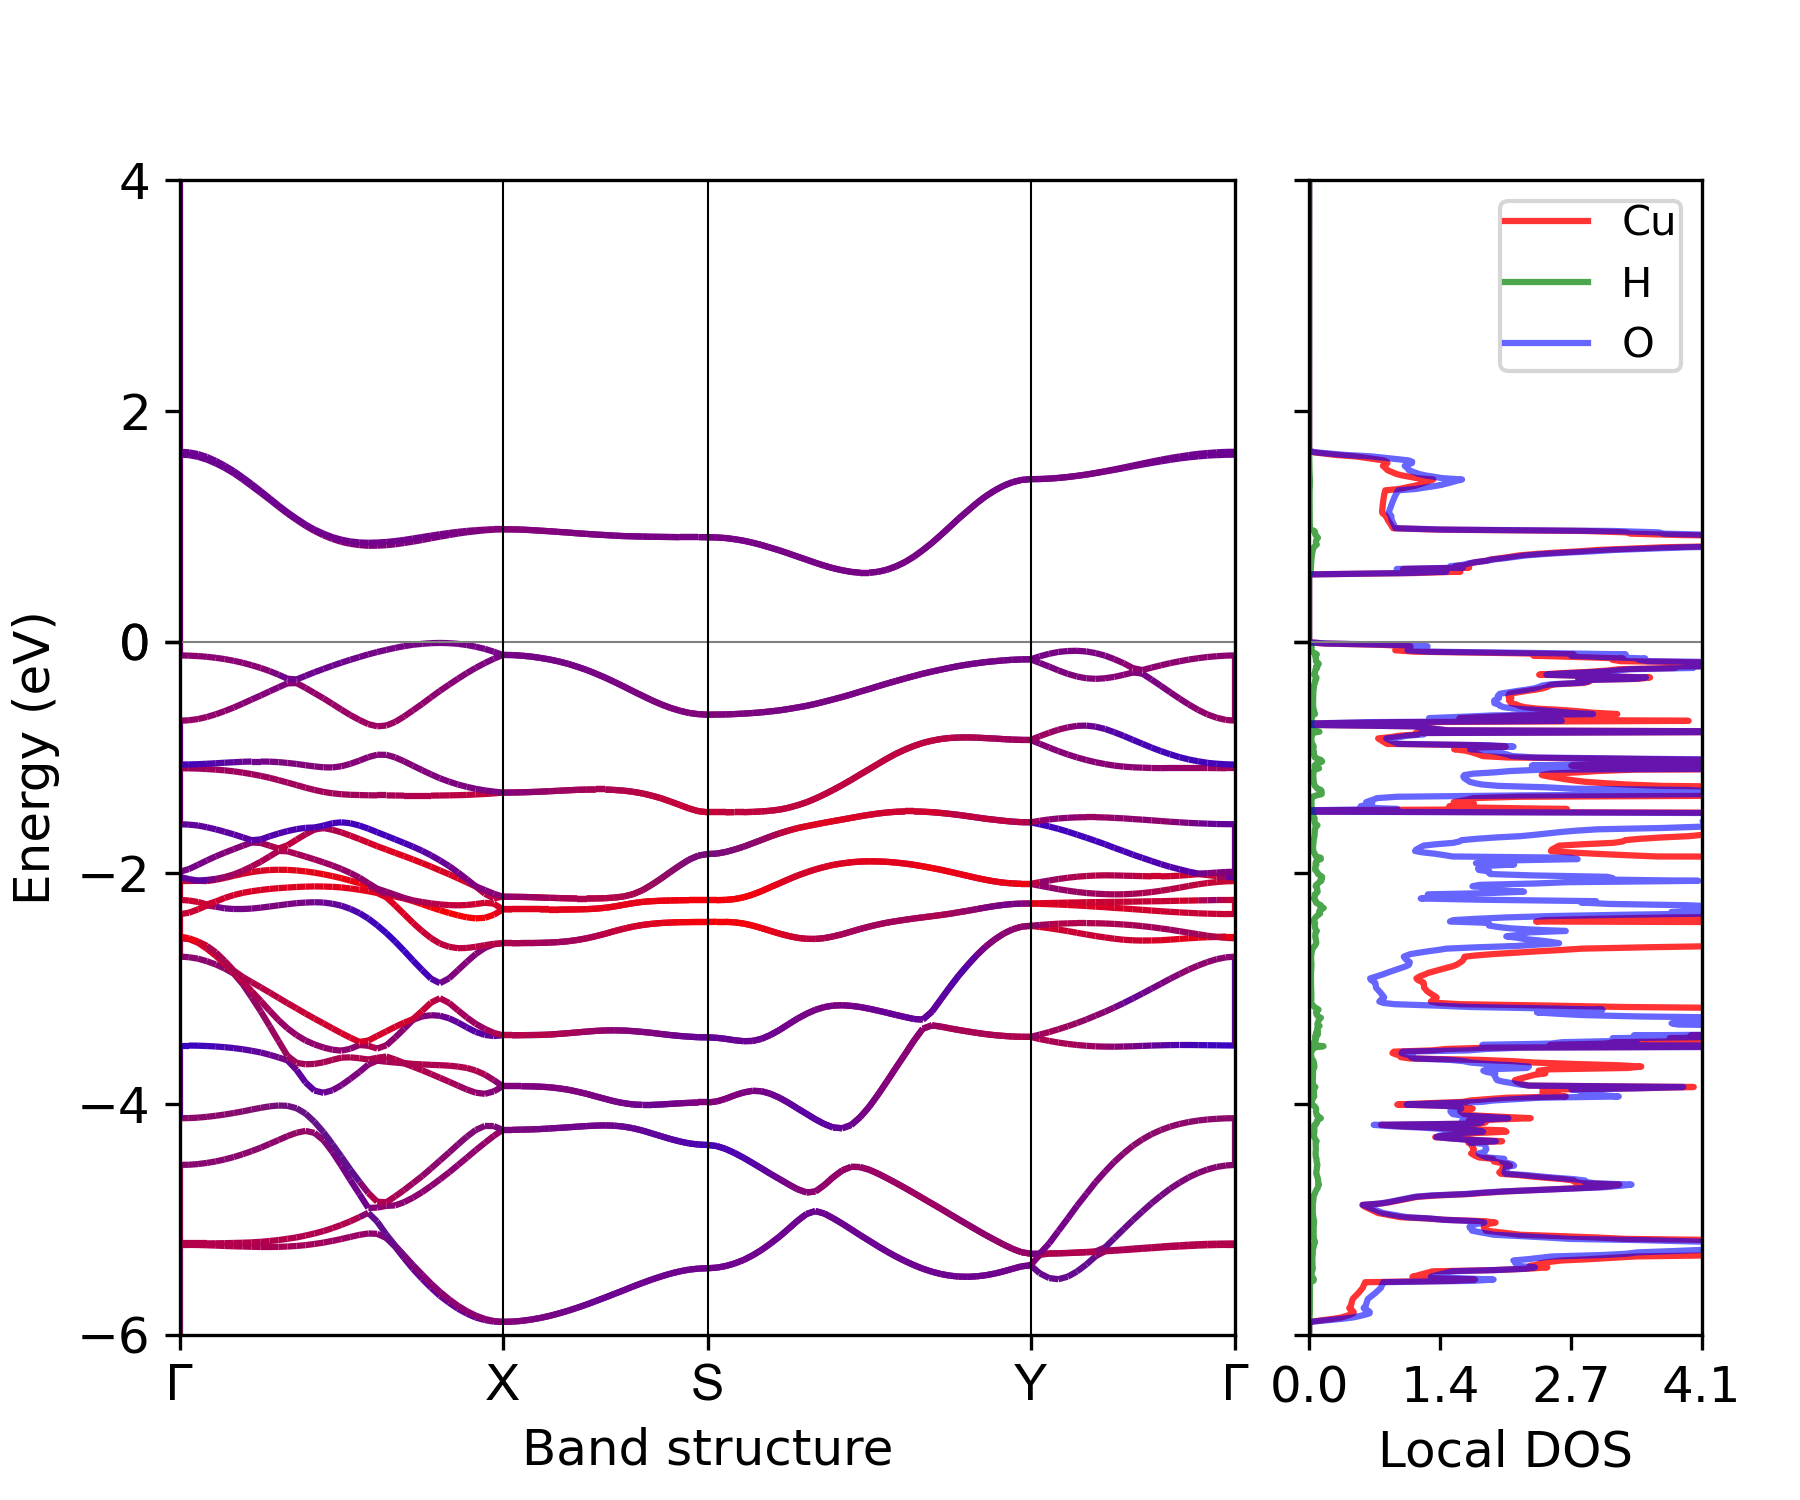 4
2
0
−2
−4
−6
Energy (eV)
Γ X S Y Γ
Band structure
Cu
H
O
0.0 1.4 2.7 4.1
Local DOS